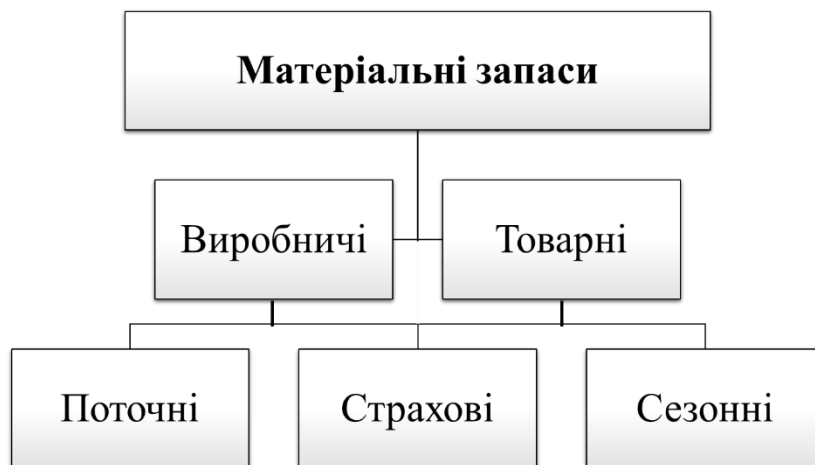 Матеріальні запаси
Виробничі
Товарні
Поточні
Страхові
Сезонні